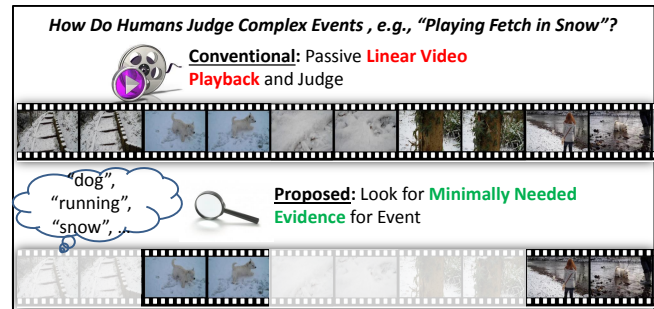 How Do Humans Judge Complex Events , e.g., “Playing Fetch in Snow”?
Conventional: Passive Linear Video
Playback and Judge
“dog”,
“running”,
“snow”, ...
Proposed: Look for Minimally Needed
Evidence for Event